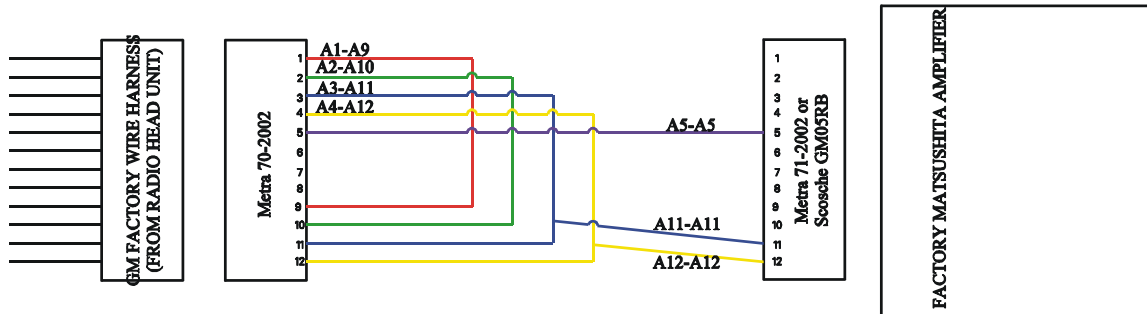 GM FACTORY WIRE HARNESS
(FROM RADIO HEAD UNIT)
Metra 70-2002
1
2
3
4
5
6
7
8
9
10
11
12
A1-A9
A2-A10
A3-A11
A4-A12
A5-A5
A11-A11
A12-A12
1
2
3
4
5
6
7
8
9
10
11
12
Metra 71-2002 or
Scosche GM05RB
FACTORY MATSUSHITA AMPLIFIER